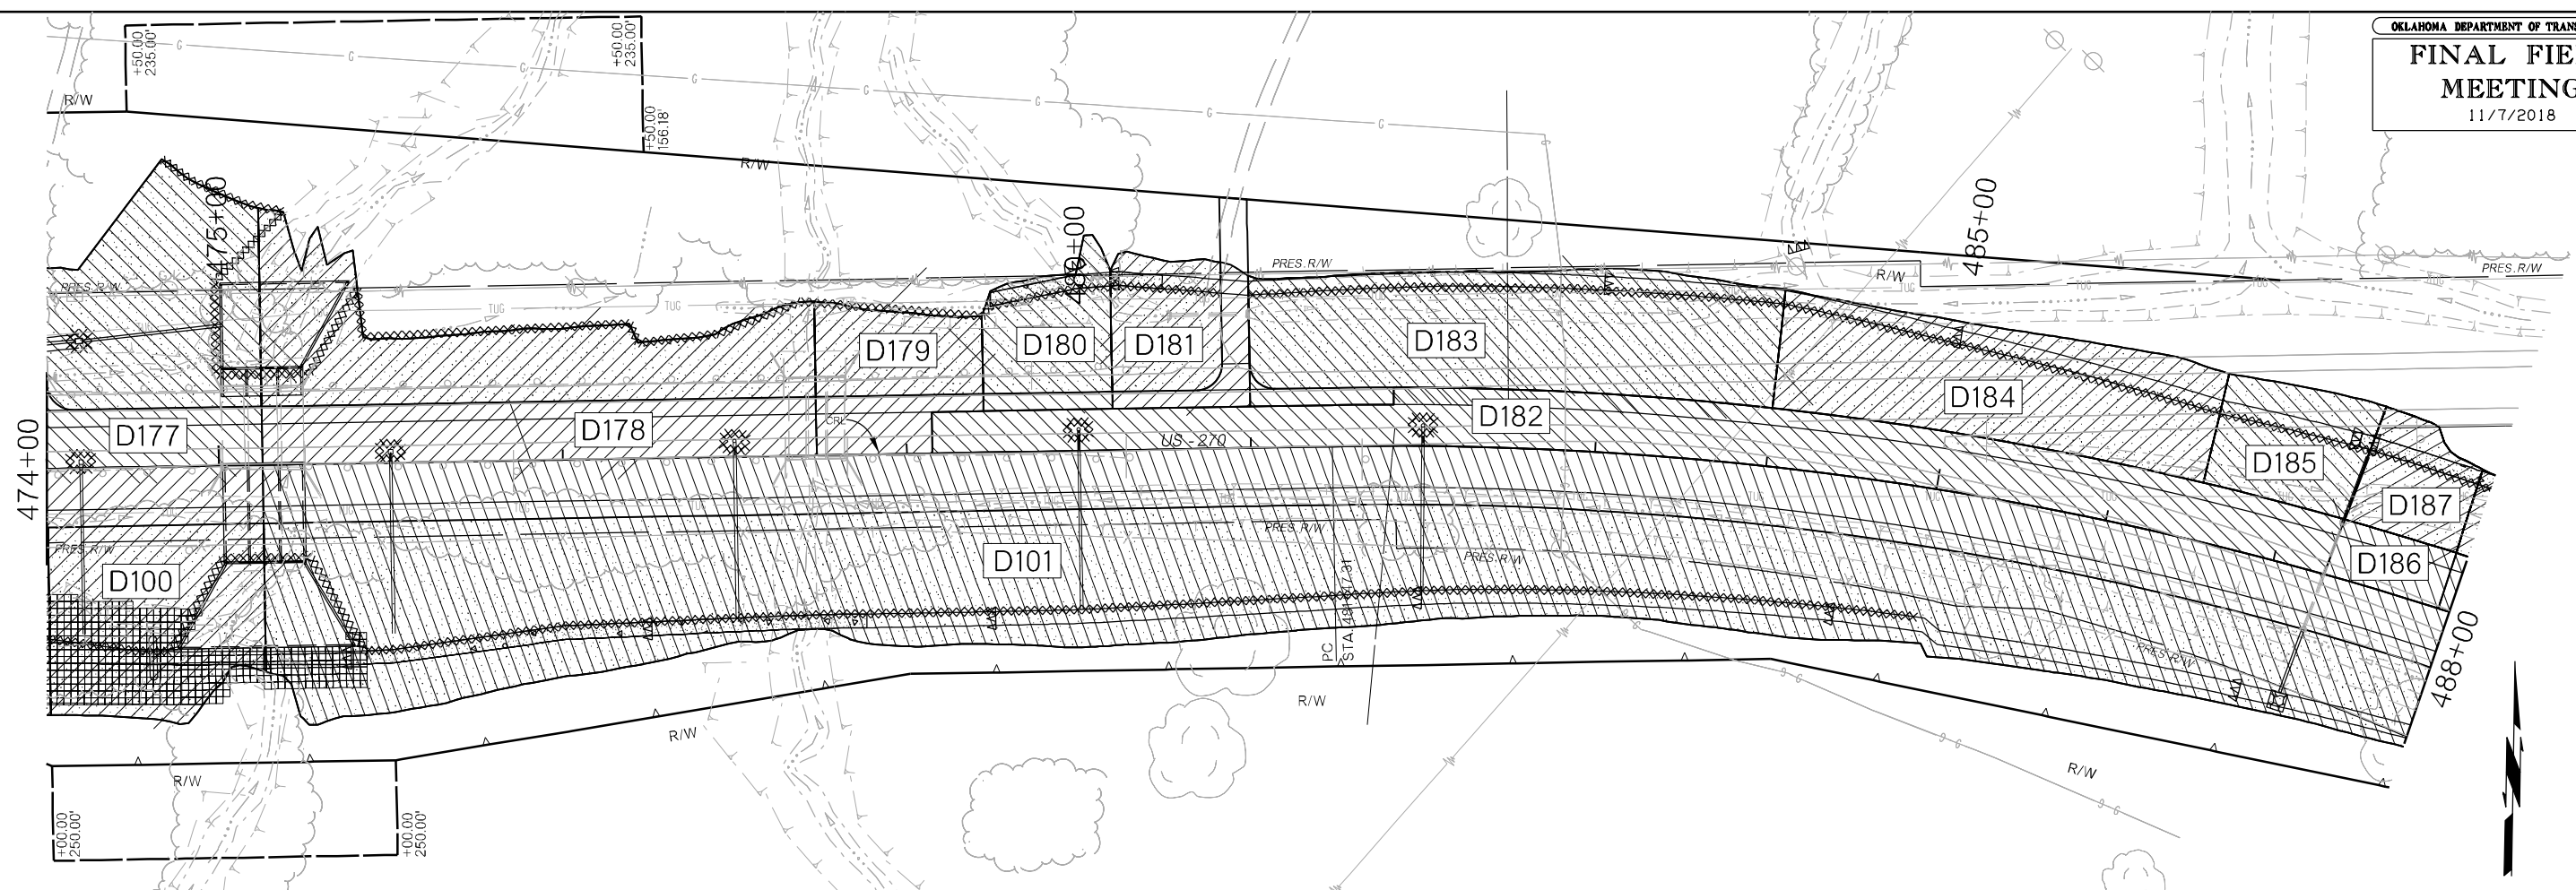 OKLAHOMA DEPARTMENT OF
FINAL
MEETING
11/7/2018
+50.00
235.00'
+50.00
235.00'
+50.00
156.18'
R/W
R/W
475+00
485+00
PRES. R/W
PRES. R/W
R/W
PRES. R/W
TUG
TUG
TUG
D179
D180
D181
D183
D184
D177
D178
D182
CRL
US-270
D185
D187
D186
474+00
PRES. R/W
PRES. R/W
PRES. R/W
D100
D101
PC
STA.
488+00
PRES. R/W
R/W
R/W
R/W
R/W
+00.00
250.00'
+00.00
250.00'
G
G
G
G
G
G
G
G